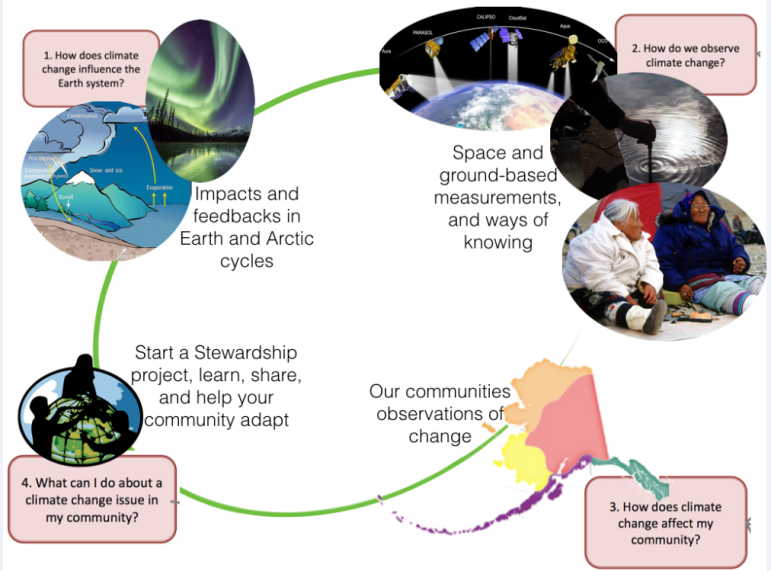 1. How does climate
change influence the
Earth system?
Condensation
Precipitation
Snow and ice
Evaporation
Runoff
Impacts and
feedbacks in
Earth and Arctic
cycles
Aura
PARASOL
CALIPSO
CloudSat
Aqua
OCO
2. How do we observe
climate change?
Space and
ground-based
measurements,
and ways of
knowing
Our communities
observations of
change
3. How does climate
change affect my
community?
Start a Stewardship
project, learn, share,
and help your
community adapt
4. What can I do about a
climate change issue in
my community?